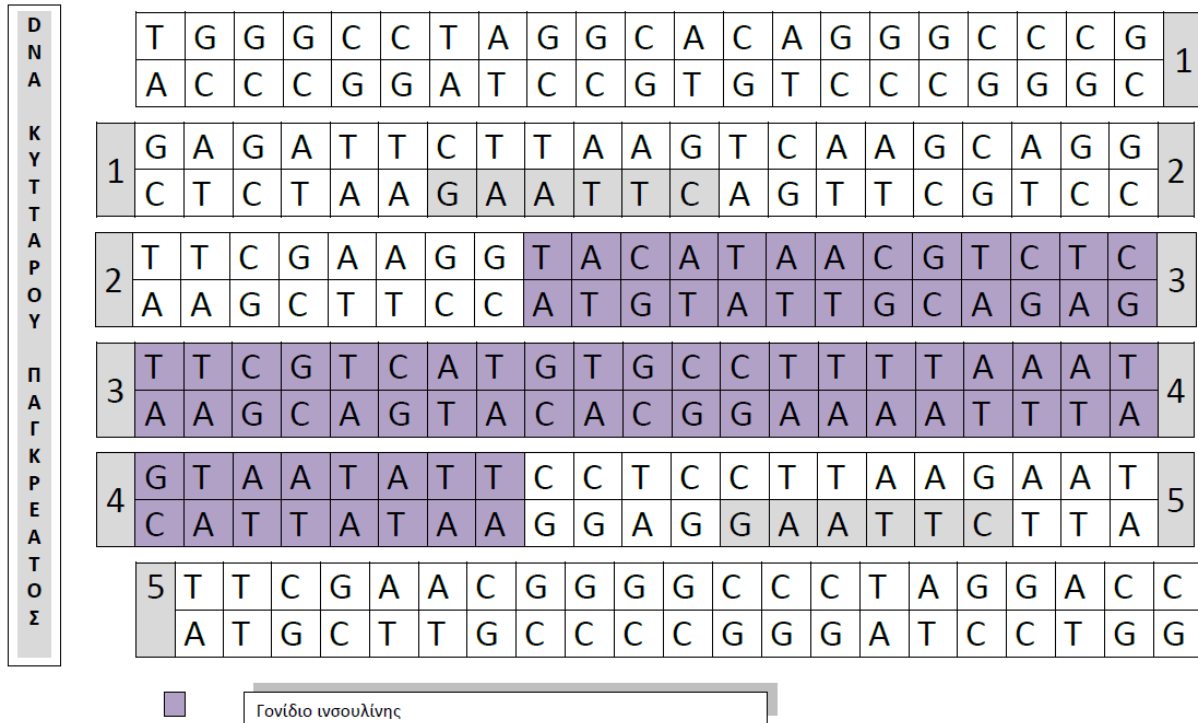 DNA ΚΥΤΤΑΡΟΥ ΠΑΓΚΡΕΑΤΟΣ
T G G G C C T A G G C A C A G G G C C C G 1
A C C C G G A T C C G T G T C C C G G G C
1 G A G A T T C T T A A G T C A A G C A G G 2
C T C T A A G A A T T C A G T T C G T C C
2 T T C G A A G G T A C A T A A C G T C T C 3
A A G C T T C C A T G T A T T G C A G A G
3 T T C G T C A T G T G C C T T T T A A A T 4
A A G C A G T A C A C G G A A A A T T T A
4 G T A A T A T T C C T C C T T A A G A A T 5
C A T T A T A A G G A G G A A T T C T T A
5 T T C G A A C G G G G C C C T A G G A C C
A T G C T T G C C C C G G G A T C C T G G
Γονίδιο ινσουλίνης